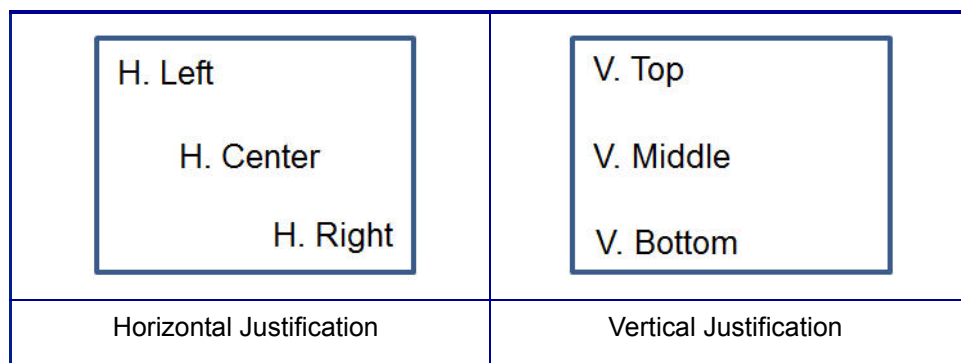 H. Left
H. Center
H. Right
V. Top
V. Middle
V. Bottom
Horizontal Justification
Vertical Justification